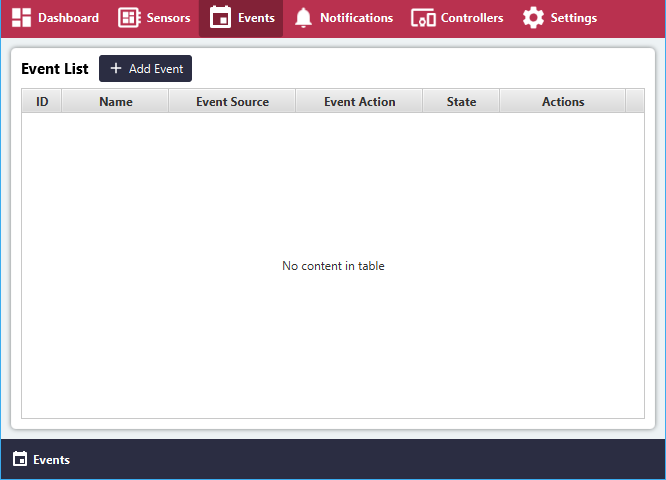 Dashboard Sensors Events Notifications Controllers Settings
Event List + Add Event
ID Name Event Source Event Action State Actions
No content in table
Events